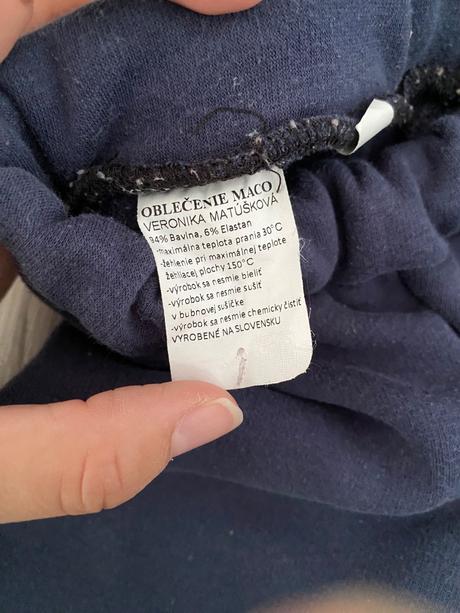 OBLEČENIE MACO
VERONIKA MATÚŠKOVÁ
94% Bavlna, 6% Elastan
-maximálna teplota prania 30°C
-žehlenie pri maximálnej teplote
žehliacej plochy 150°C
-výrobok sa nesmie bieliť
-výrobok sa nesmie sušiť
v bubnovej sušičke
-výrobok sa nesmie chemicky čistiť
VYROBENÉ NA SLOVENSKU